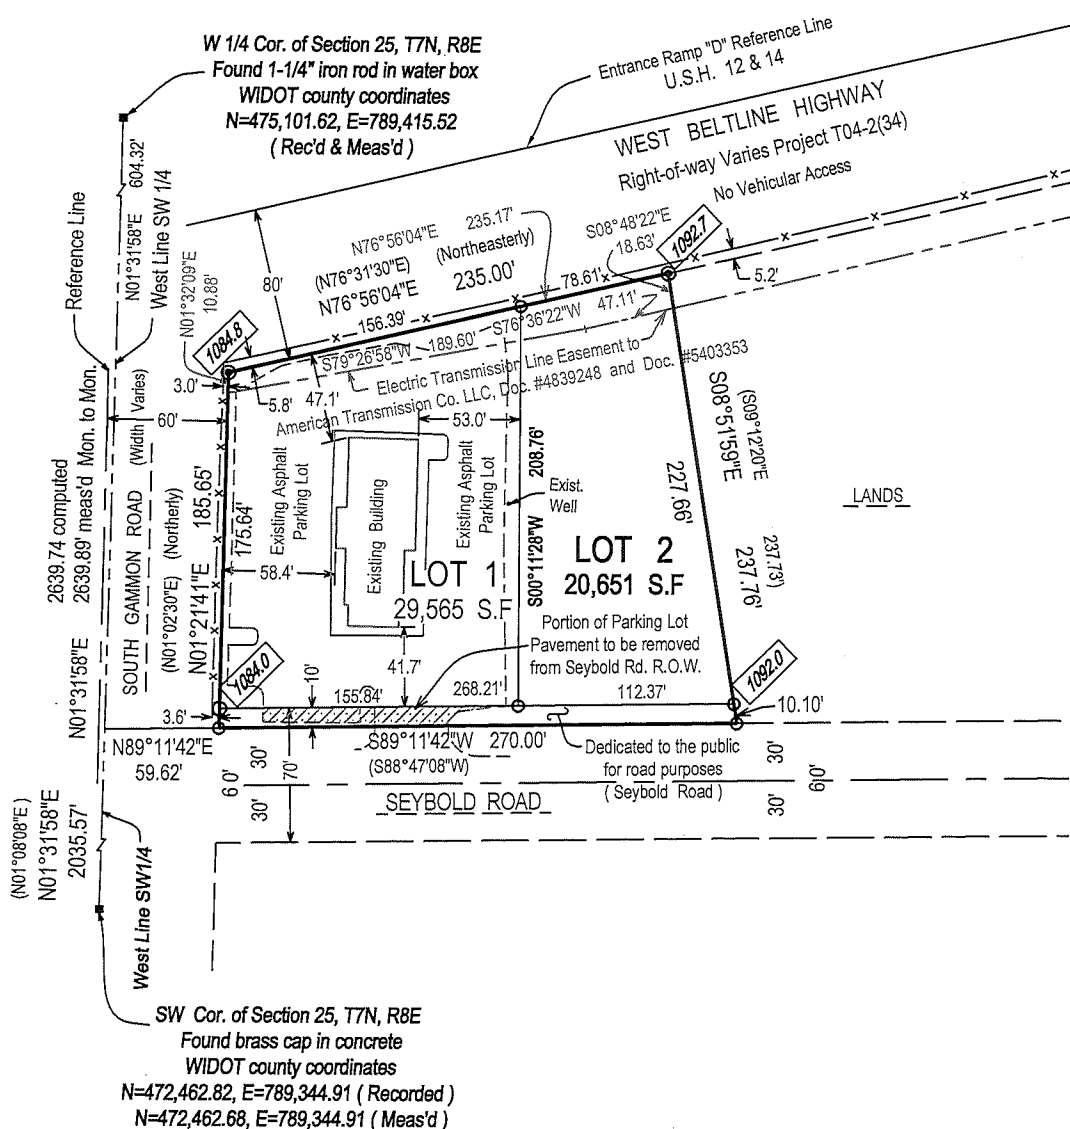 W 1/4 Cor. of Section 25, T7N, R8E
Found 1-1/4" iron rod in water box
WIDOT county coordinates
N=475,101.62, E=789,415.52
( Rec'd & Meas'd )
Entrance Ramp "D" Reference Line
U.S.H. 12 & 14
WEST BELTLINE HIGHWAY
Right-of-way Varies Project T04-2(34)
No Vehicular Access
604.32'
N01°31'58"E
West Line SW 1/4
Reference Line
N01°32'09"E
10.88'
80'
N76°56'04"E 235.17'
(N76°31'30"E) (Northeasterly)
N76°56'04"E 235.00'
S08°48'22"E
18.63'
1092.7
5.2'
78.61'
156.39'
1084.8
S79°26'58"W 189.60'
S76°36'22"W 47.11'
Electric Transmission Line Easement to
American Transmission Co. LLC, Doc. #4839248 and Doc. #5403353
3.0'
5.8'
60'
47.1'
53.0'
2639.74 computed
2639.89' meas'd Mon. to Mon.
SOUTH GAMMON ROAD (Width Varies)
(N01°02'30"E) (Northerly)
N01°21'41"E 185.65'
175.64'
Existing Asphalt
Parking Lot
Existing Building
Existing Asphalt
Parking Lot
58.4'
S00°11'28"W 208.76'
Exist.
Well
LOT 1
29,565 S.F
LOT 2
20,651 S.F
S08°51'59"E
(S09°12'20"E
227.66'
237.73')
237.76'
LANDS
Portion of Parking Lot
Pavement to be removed
from Seybold Rd. R.O.W.
1084.0
10'
41.7'
155.84'
268.21'
112.37'
1092.0
10.10'
3.6'
N01°31'58"E
N89°11'42"E
59.62'
S89°11'42"W 270.00'
(S88°47'08"W)
Dedicated to the public
for road purposes
( Seybold Road )
30'
60'
30'
70'
30'
60'
30'
SEYBOLD ROAD
(N01°08'08"E )
N01°31'58"E
2035.57'
West Line SW1/4
SW Cor. of Section 25, T7N, R8E
Found brass cap in concrete
WIDOT county coordinates
N=472,462.82, E=789,344.91 ( Recorded )
N=472,462.68, E=789,344.91 ( Meas'd )